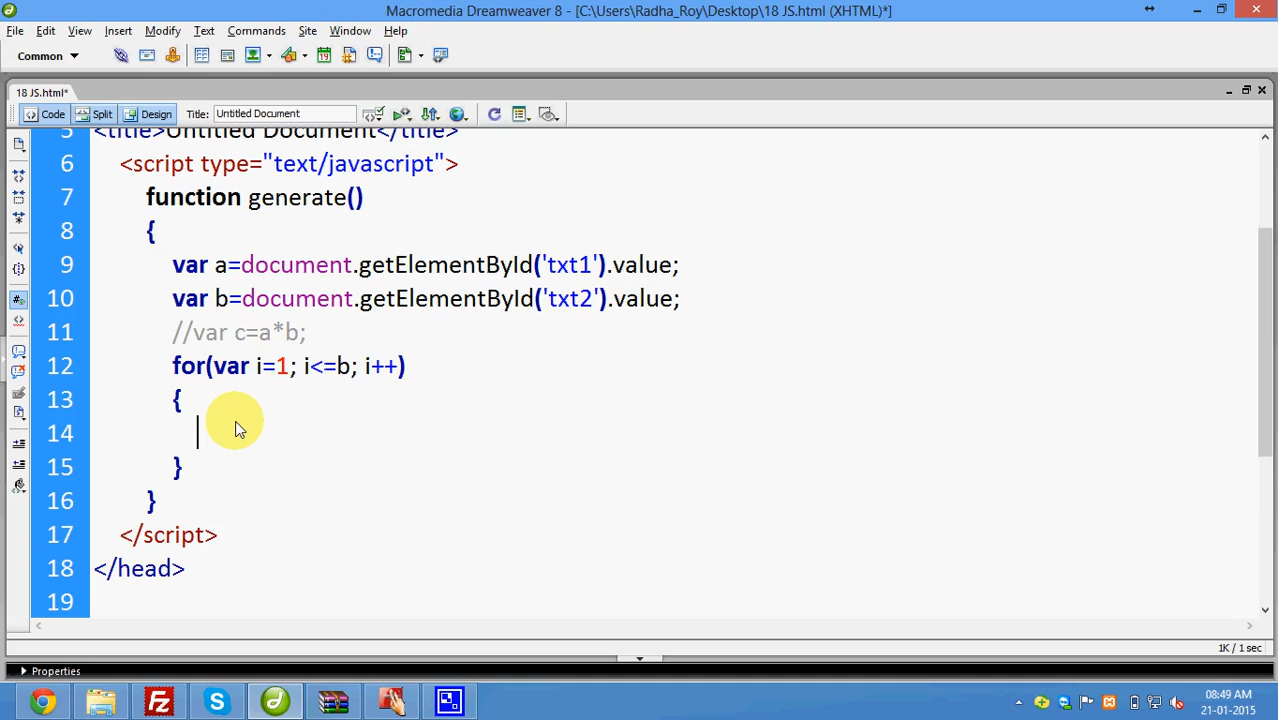 Macromedia Dreamweaver 8 - [C:\Users\Radha_Roy\Desktop\18 JS.html (XHTML)*]
File Edit View Insert Modify Text Commands Site Window Help
Common
18 JS.html*
Code Split Design Title: Untitled Document
5 <title>Untitled Document</title>
6 <script type="text/javascript">
7 function generate()
8 {
9 var a=document.getElementById('txt1').value;
10 var b=document.getElementById('txt2').value;
11 //var c=a*b;
12 for(var i=1; i<=b; i++)
13 {
14
15 }
16 }
17 </script>
18 </head>
19
1K / 1 sec
Properties
08:49 AM
21-01-2015